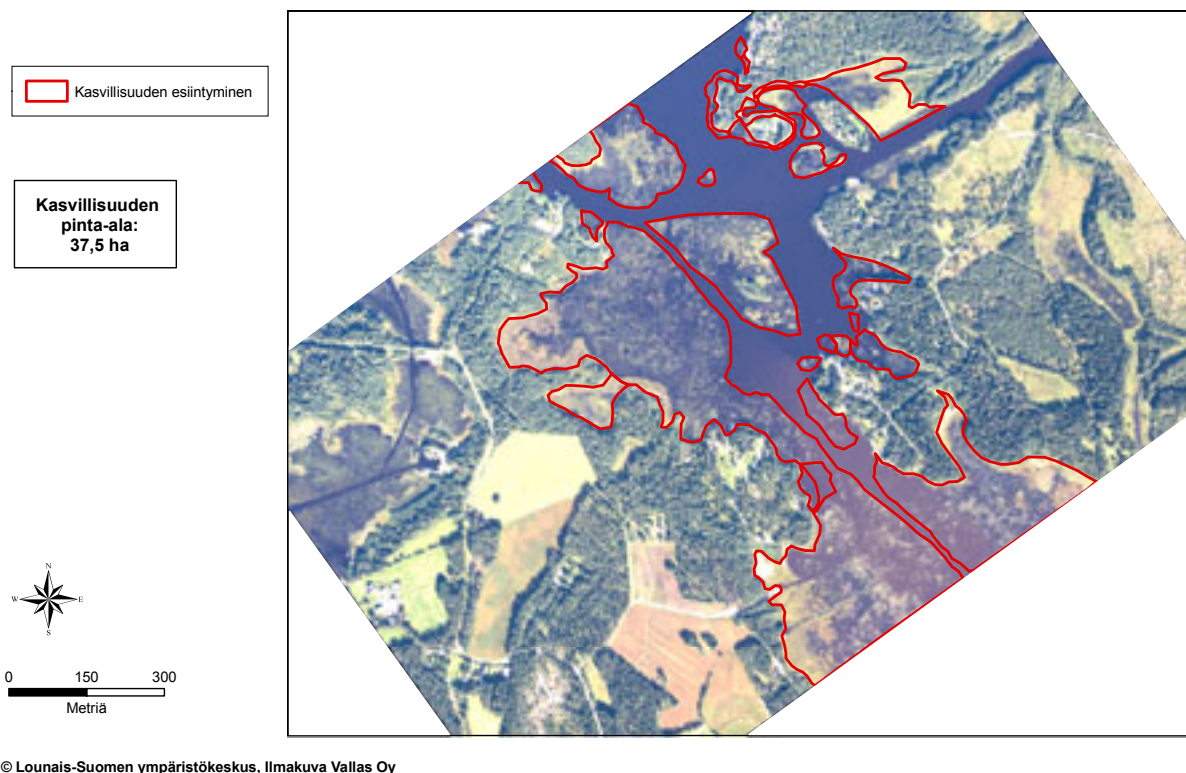 Kasvillisuuden esiintyminen
Kasvillisuuden
pinta-ala:
37,5 ha
N
W E
S
0 150 300
Metriä
© Lounais-Suomen ympäristökeskus, Ilmakuva Vallas Oy